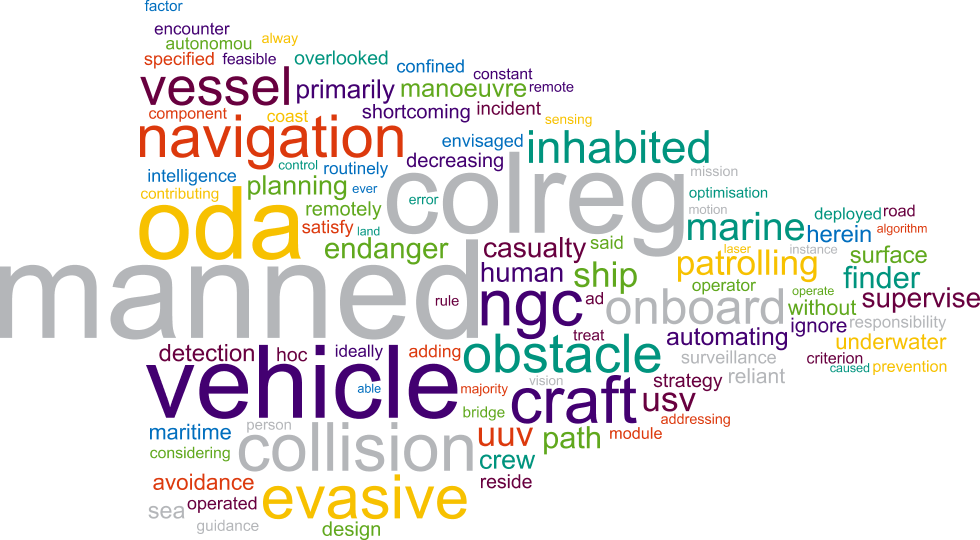 factor
encounter
alway
autonomou
specified
feasible
overlooked
confined
constant
vessel
primarily
manoeuvre
remote
component
coast
shortcoming
incident
sensing
navigation
envisaged
inhabited
control
routinely
decreasing
intelligence
colreg
mission
contributing
planning
ever
error
optimisation
oda
remotely
motion
satisfy
land
marine
deployed
road
endanger
casualty
said
laser
instance
herein
algorithm
manned
human
ship
patrolling
surface
operator
finder
rule
ngc
ad
onboard
operate
without
supervise
treat
automating
ignore
responsibility
detection
hoc
ideally
adding
obstacle
surveillance
criterion
underwater
vehicle
able
majority
vision
strategy
reliant
caused
prevention
craft
usv
bridge
addressing
maritime
person
collision
uuv
path
module
considering
crew
avoidance
evasive
reside
sea
operated
guidance
design